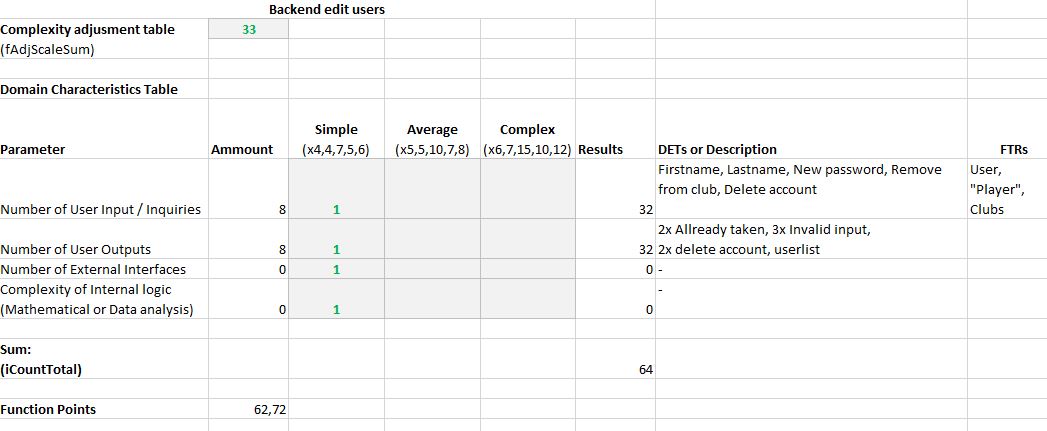 Backend edit users
Complexity adjusment table 33
(fAdjScaleSum)
Domain Characteristics Table
Simple Average Complex
Parameter Ammount (x4,4,7,5,6) (x5,5,10,7,8) (x6,7,15,10,12) Results DETs or Description FTRs
Firstname, Lastname, New password, Remove User,
from club, Delete account "Player",
Number of User Input / Inquiries 8 1 32 Clubs
2x Allready taken, 3x Invalid input,
Number of User Outputs 8 1 32 2x delete account, userlist
Number of External Interfaces 0 1 0 -
Complexity of Internal logic -
(Mathematical or Data analysis) 0 1 0
Sum:
(iCountTotal) 64
Function Points 62,72